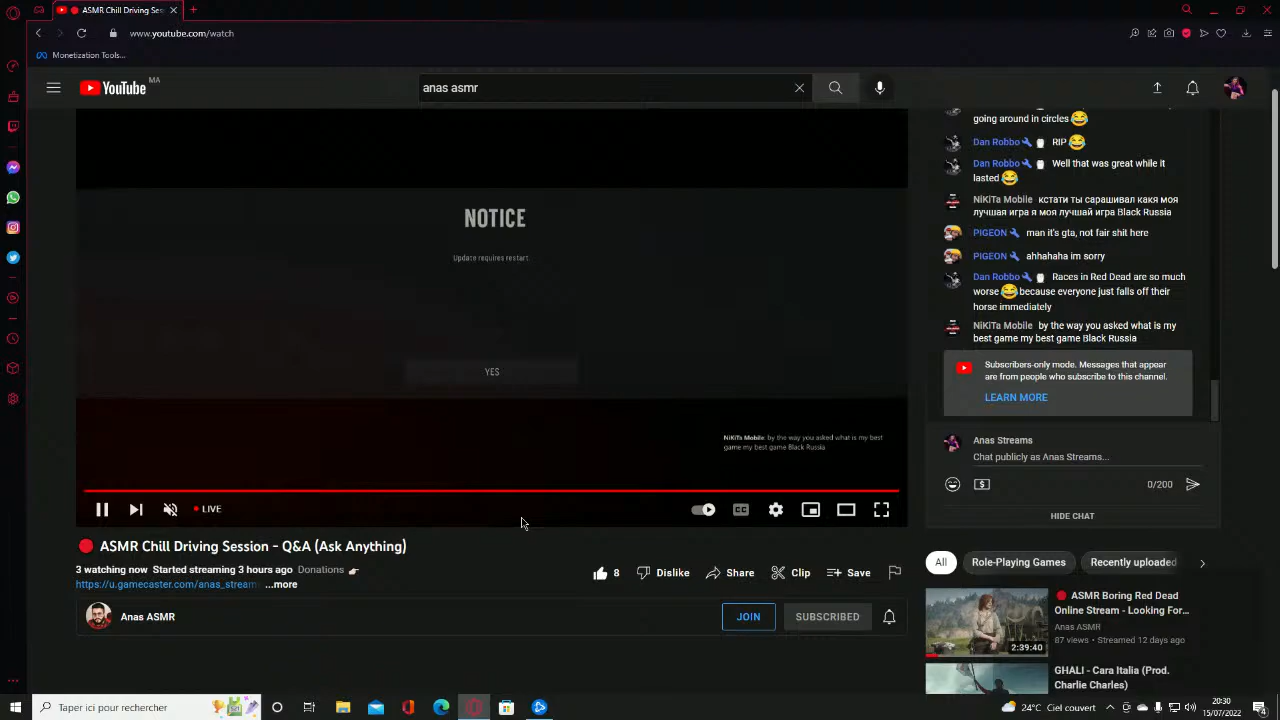 ASMR Chill Driving Ses
www.youtube.com/watch
Monetization Tools...
YouTube MA
anas asmr
NOTICE
Update requires restart.
YES
NiKiTa Mobile: by the way you asked what is my best
game my best game Black Russia
LIVE
CC
going around in circles 😂
Dan Robbo RIP 😂
Dan Robbo Well that was great while it
lasted 😂
NiKiTa Mobile кстати ты сарашивал какя моя
лучшая игра я моя лучший игра Black Russia
PIGEON man it's gta, not fair shit here
PIGEON ahhahaha im sorry
Dan Robbo Races in Red Dead are so much
worse 😂 because everyone just falls off their
horse immediately
NiKiTa Mobile by the way you asked what is my
best game my best game Black Russia
Subscribers-only mode. Messages that appear
are from people who subscribe to this channel.
LEARN MORE
Anas Streams
Chat publicly as Anas Streams...
0/200
HIDE CHAT
ASMR Chill Driving Session - Q&A (Ask Anything)
3 watching now Started streaming 3 hours ago Donations 👉🏻
https://u.gamecaster.com/anas_stream ...more
8 Dislike Share Clip Save
Anas ASMR
JOIN SUBSCRIBED
All Role-Playing Games Recently uploaded
ASMR Boring Red Dead
Online Stream - Looking For...
Anas ASMR
87 views • Streamed 12 days ago
2:39:40
GHALI - Cara Italia (Prod.
Charlie Charles)
Taper ici pour rechercher
24°C Ciel couvert
20:30
15/07/2022
4